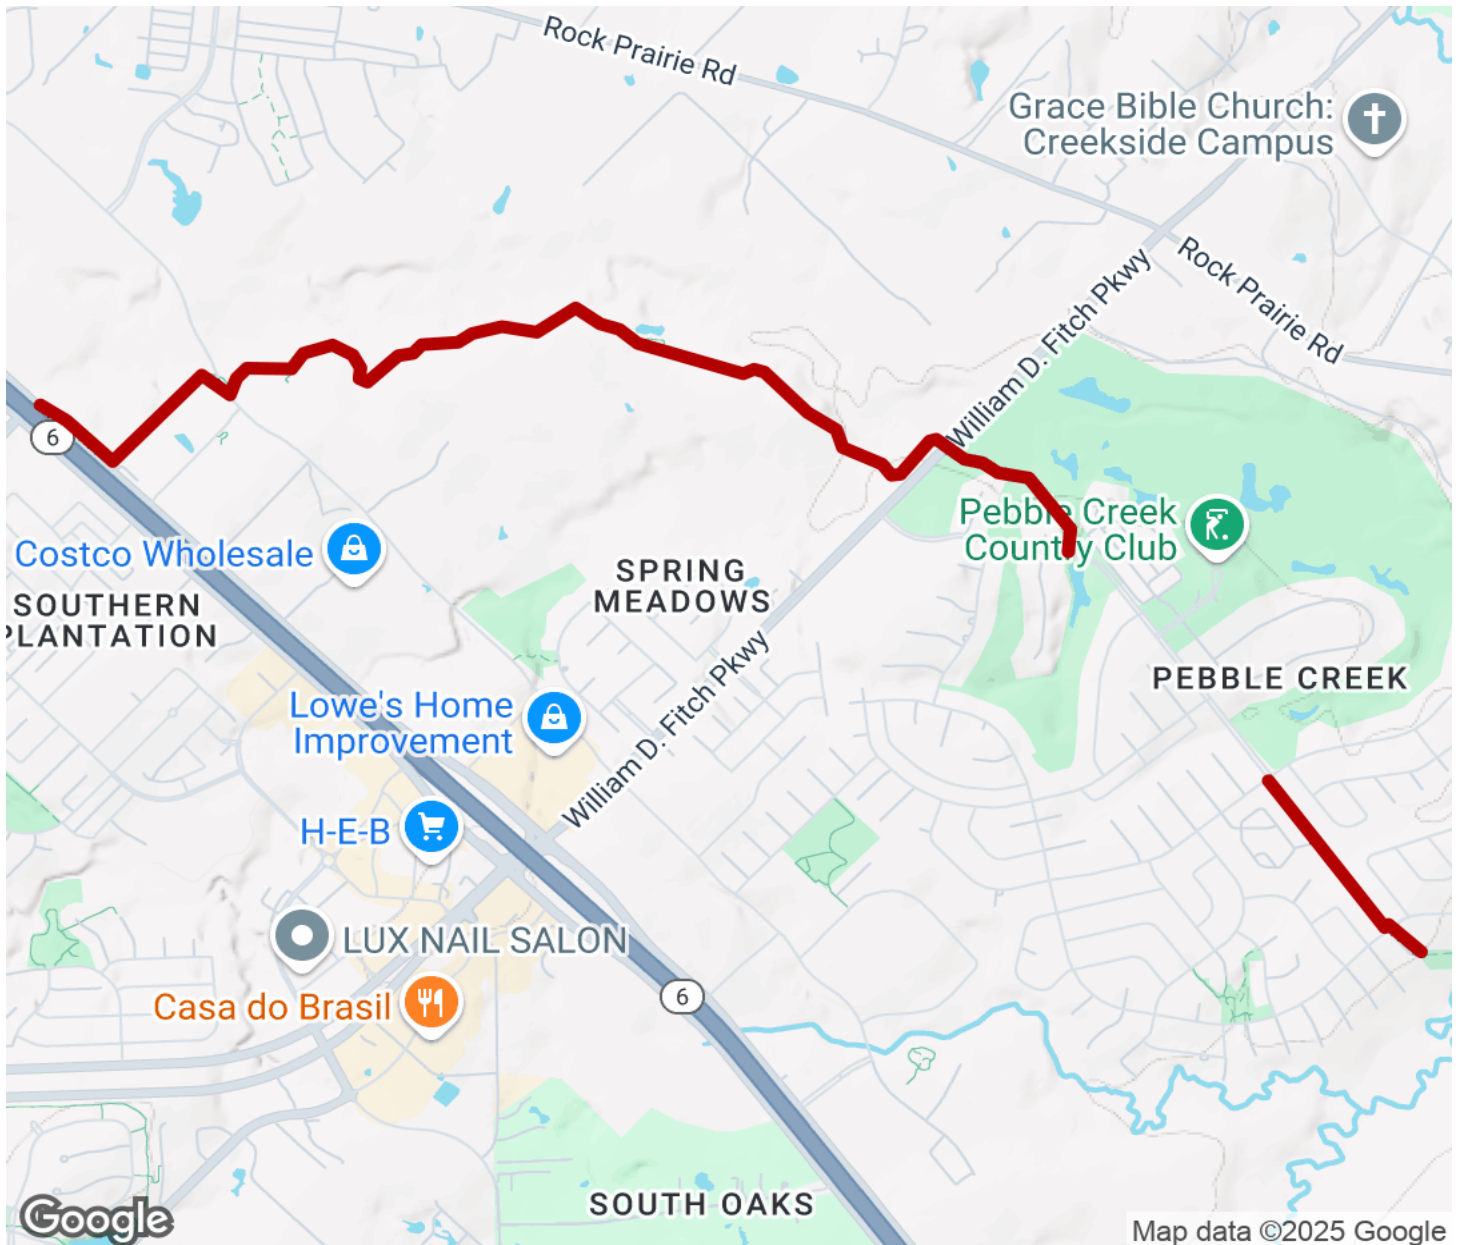 Rock Prairie Rd
Grace Bible Church:
Creekside Campus
Rock Prairie Rd
William D. Fitch Pkwy
6
Pebble Creek
Country Club
Costco Wholesale
SPRING
MEADOWS
SOUTHERN
PLANTATION
PEBBLE CREEK
Lowe's Home
Improvement
William D. Fitch Pkwy
H-E-B
LUX NAIL SALON
Casa do Brasil
6
SOUTH OAKS
Google
Map data ©2025 Google